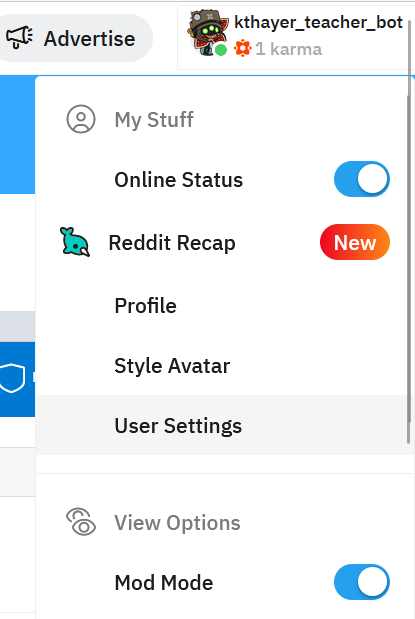 Advertise
kthayer_teacher_bot
1 karma
My Stuff
Online Status
Reddit Recap
New
Profile
Style Avatar
User Settings
View Options
Mod Mode